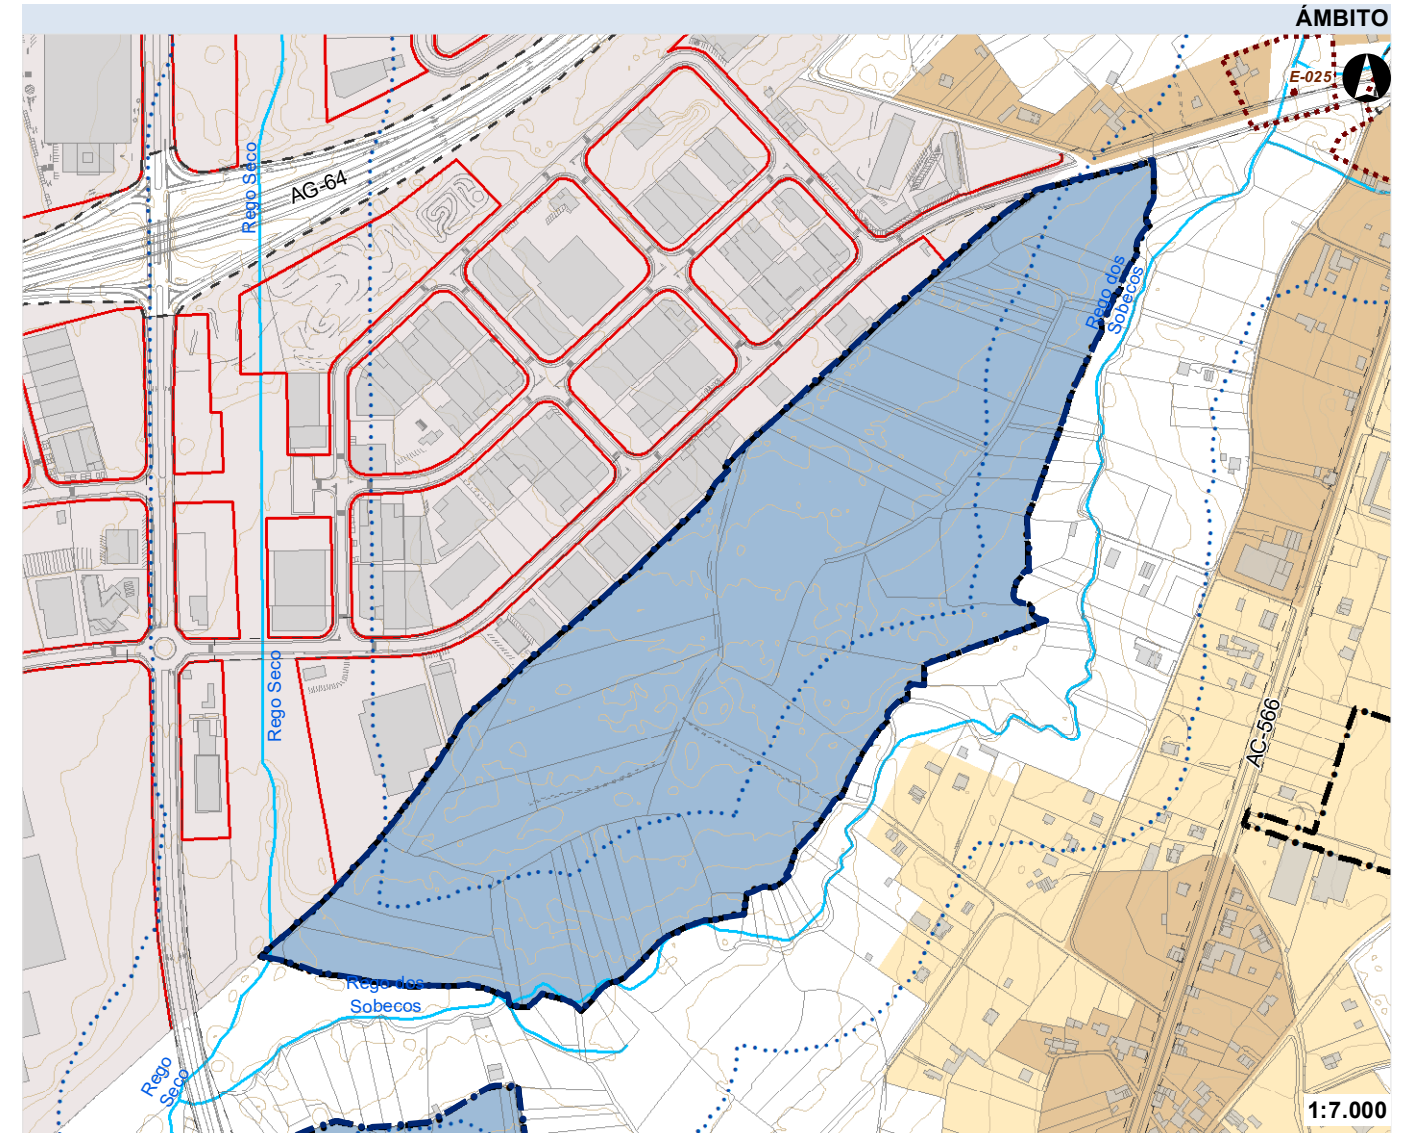 ÁMBITO
E-025
AG-64
Rego Seco
Rego dos
Sobecos
Rego Seco
AC-566
Rego dos
Sobecos
Rego
Seco
1:7.000